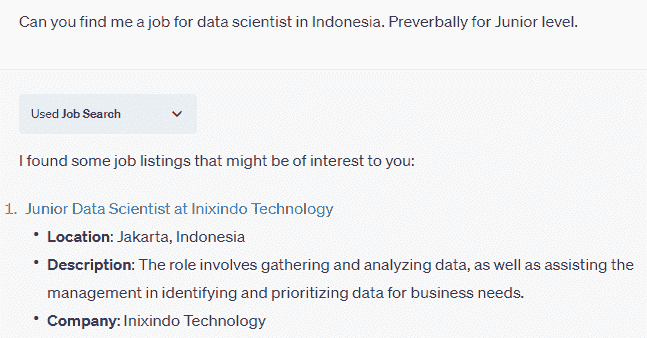 Can you find me a job for data scientist in Indonesia. Preverbally for Junior level.
Used Job Search
I found some job listings that might be of interest to you:
1. Junior Data Scientist at Inixindo Technology
• Location: Jakarta, Indonesia
• Description: The role involves gathering and analyzing data, as well as assisting the
management in identifying and prioritizing data for business needs.
• Company: Inixindo Technology